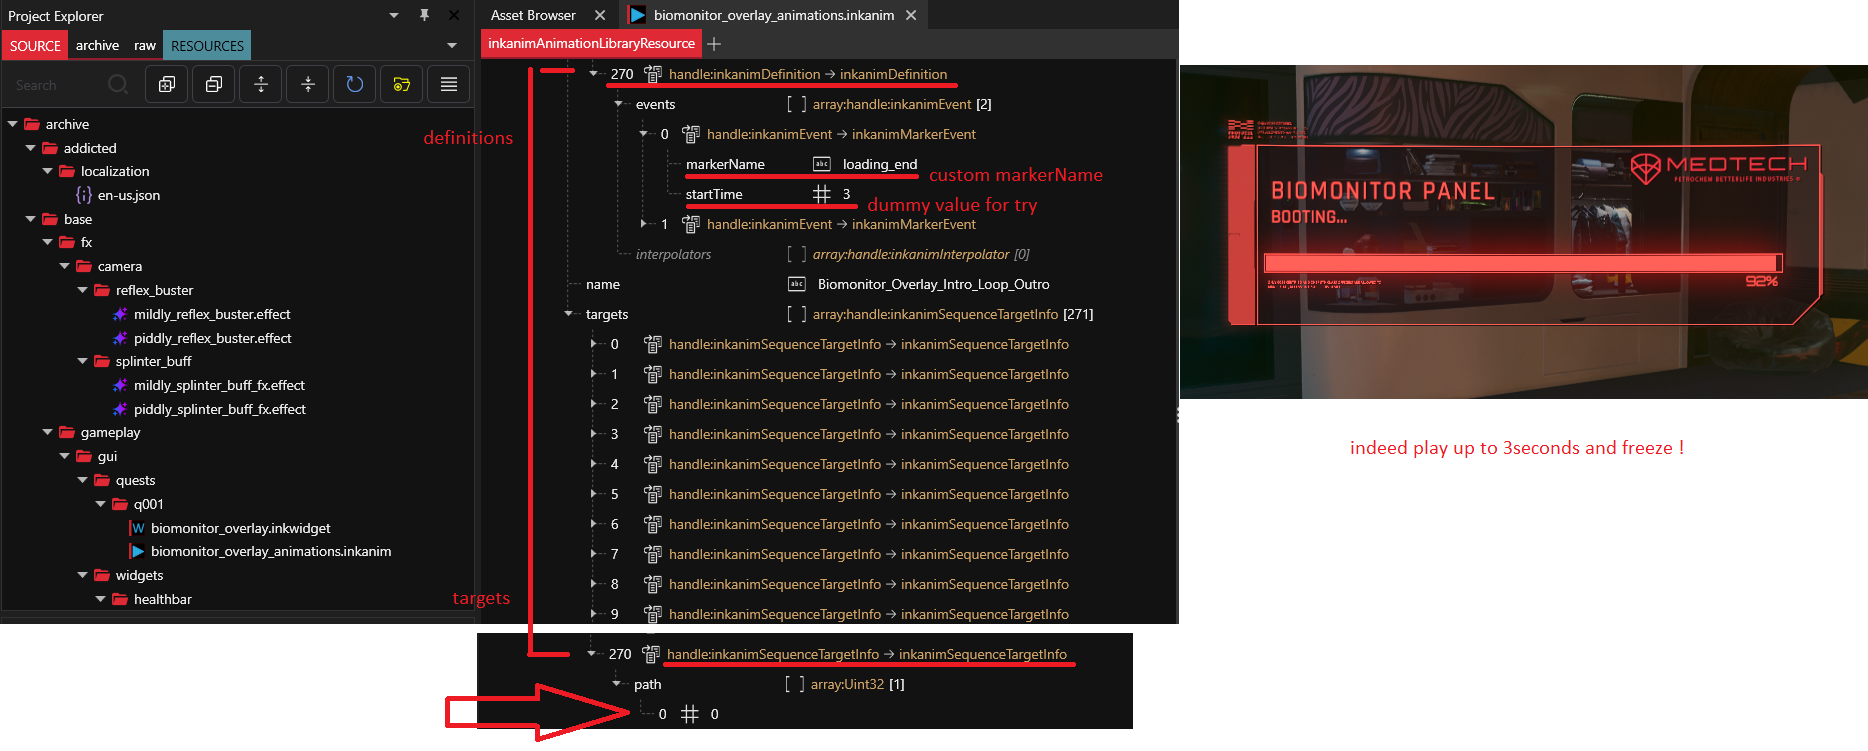 Project Explorer
SOURCE archive raw RESOURCES
Search
archive
addicted
localization
en-us.json
base
fx
camera
reflex_buster
mildly_reflex_buster.effect
piddly_reflex_buster.effect
splinter_buff
mildly_splinter_buff_fx.effect
piddly_splinter_buff_fx.effect
gameplay
gui
quests
q001
biomonitor_overlay.inkwidget
biomonitor_overlay_animations.inkanim
widgets
healthbar
Asset Browser
biomonitor_overlay_animations.inkanim
inkanimAnimationLibraryResource
definitions
270 handle:inkanimDefinition → inkanimDefinition
events [ ] array:handle:inkanimEvent [2]
0 handle:inkanimEvent → inkanimMarkerEvent
markerName abc loading_end
custom markerName
startTime # 3
dummy value for try
1 handle:inkanimEvent → inkanimMarkerEvent
interpolators [ ] array:handle:inkanimInterpolator [0]
name abc Biomonitor_Overlay_Intro_Loop_Outro
targets [ ] array:handle:inkanimSequenceTargetInfo [271]
0 handle:inkanimSequenceTargetInfo → inkanimSequenceTargetInfo
1 handle:inkanimSequenceTargetInfo → inkanimSequenceTargetInfo
2 handle:inkanimSequenceTargetInfo → inkanimSequenceTargetInfo
3 handle:inkanimSequenceTargetInfo → inkanimSequenceTargetInfo
4 handle:inkanimSequenceTargetInfo → inkanimSequenceTargetInfo
5 handle:inkanimSequenceTargetInfo → inkanimSequenceTargetInfo
6 handle:inkanimSequenceTargetInfo → inkanimSequenceTargetInfo
7 handle:inkanimSequenceTargetInfo → inkanimSequenceTargetInfo
8 handle:inkanimSequenceTargetInfo → inkanimSequenceTargetInfo
9 handle:inkanimSequenceTargetInfo → inkanimSequenceTargetInfo
targets
270 handle:inkanimSequenceTargetInfo → inkanimSequenceTargetInfo
path [ ] array:Uint32 [1]
0 # 0
MEDTECH
PETROCHEM BETTERLIFE INDUSTRIES
BIOMONITOR PANEL
BOOTING...
92%
indeed play up to 3seconds and freeze !